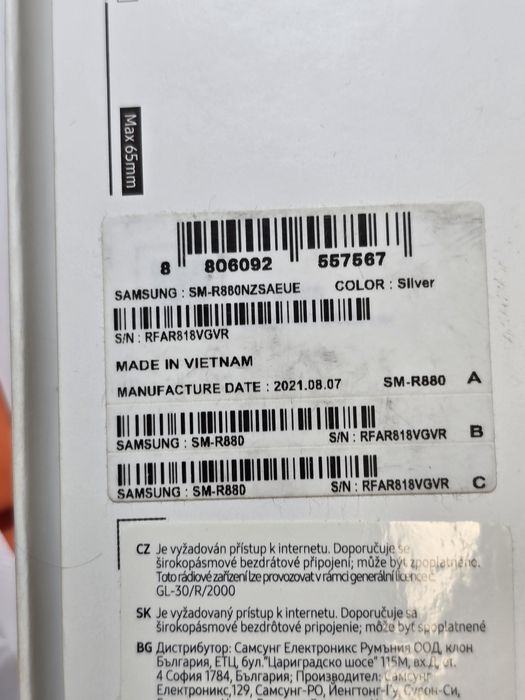 Max 65mm
8 806092 557567
SAMSUNG : SM-R880NZSAEUE COLOR : Silver
S/N : RFAR818VGVR
MADE IN VIETNAM
MANUFACTURE DATE : 2021.08.07 SM-R880 A
SAMSUNG : SM-R880 S/N : RFAR818VGVR B
SAMSUNG : SM-R880 S/N : RFAR818VGVR C
CZ Je vyžadován přístup k internetu. Doporučuje se
širokopásmové bezdrátové připojení; může být zpoplatněno.
Toto rádiové zařízení lze provozovat v rámci generální licence č.
GL-30/R/2000
SK Je vyžadovaný prístup k internetu. Doporučuje sa
širokopásmové bezdrôtové pripojenie; môže byť spoplatnené
BG Дистрибутор: Самсунг Електроникс Румъния ООД, клон
България, ЕТЦ, бул."Цариградско шосе" 115М, вх Д, ет.
4 София 1784, България; Производител: Самсунг
Електроникс,129, Самсунг-Ро, Йенгтонг-Гу, Сувон-Си,